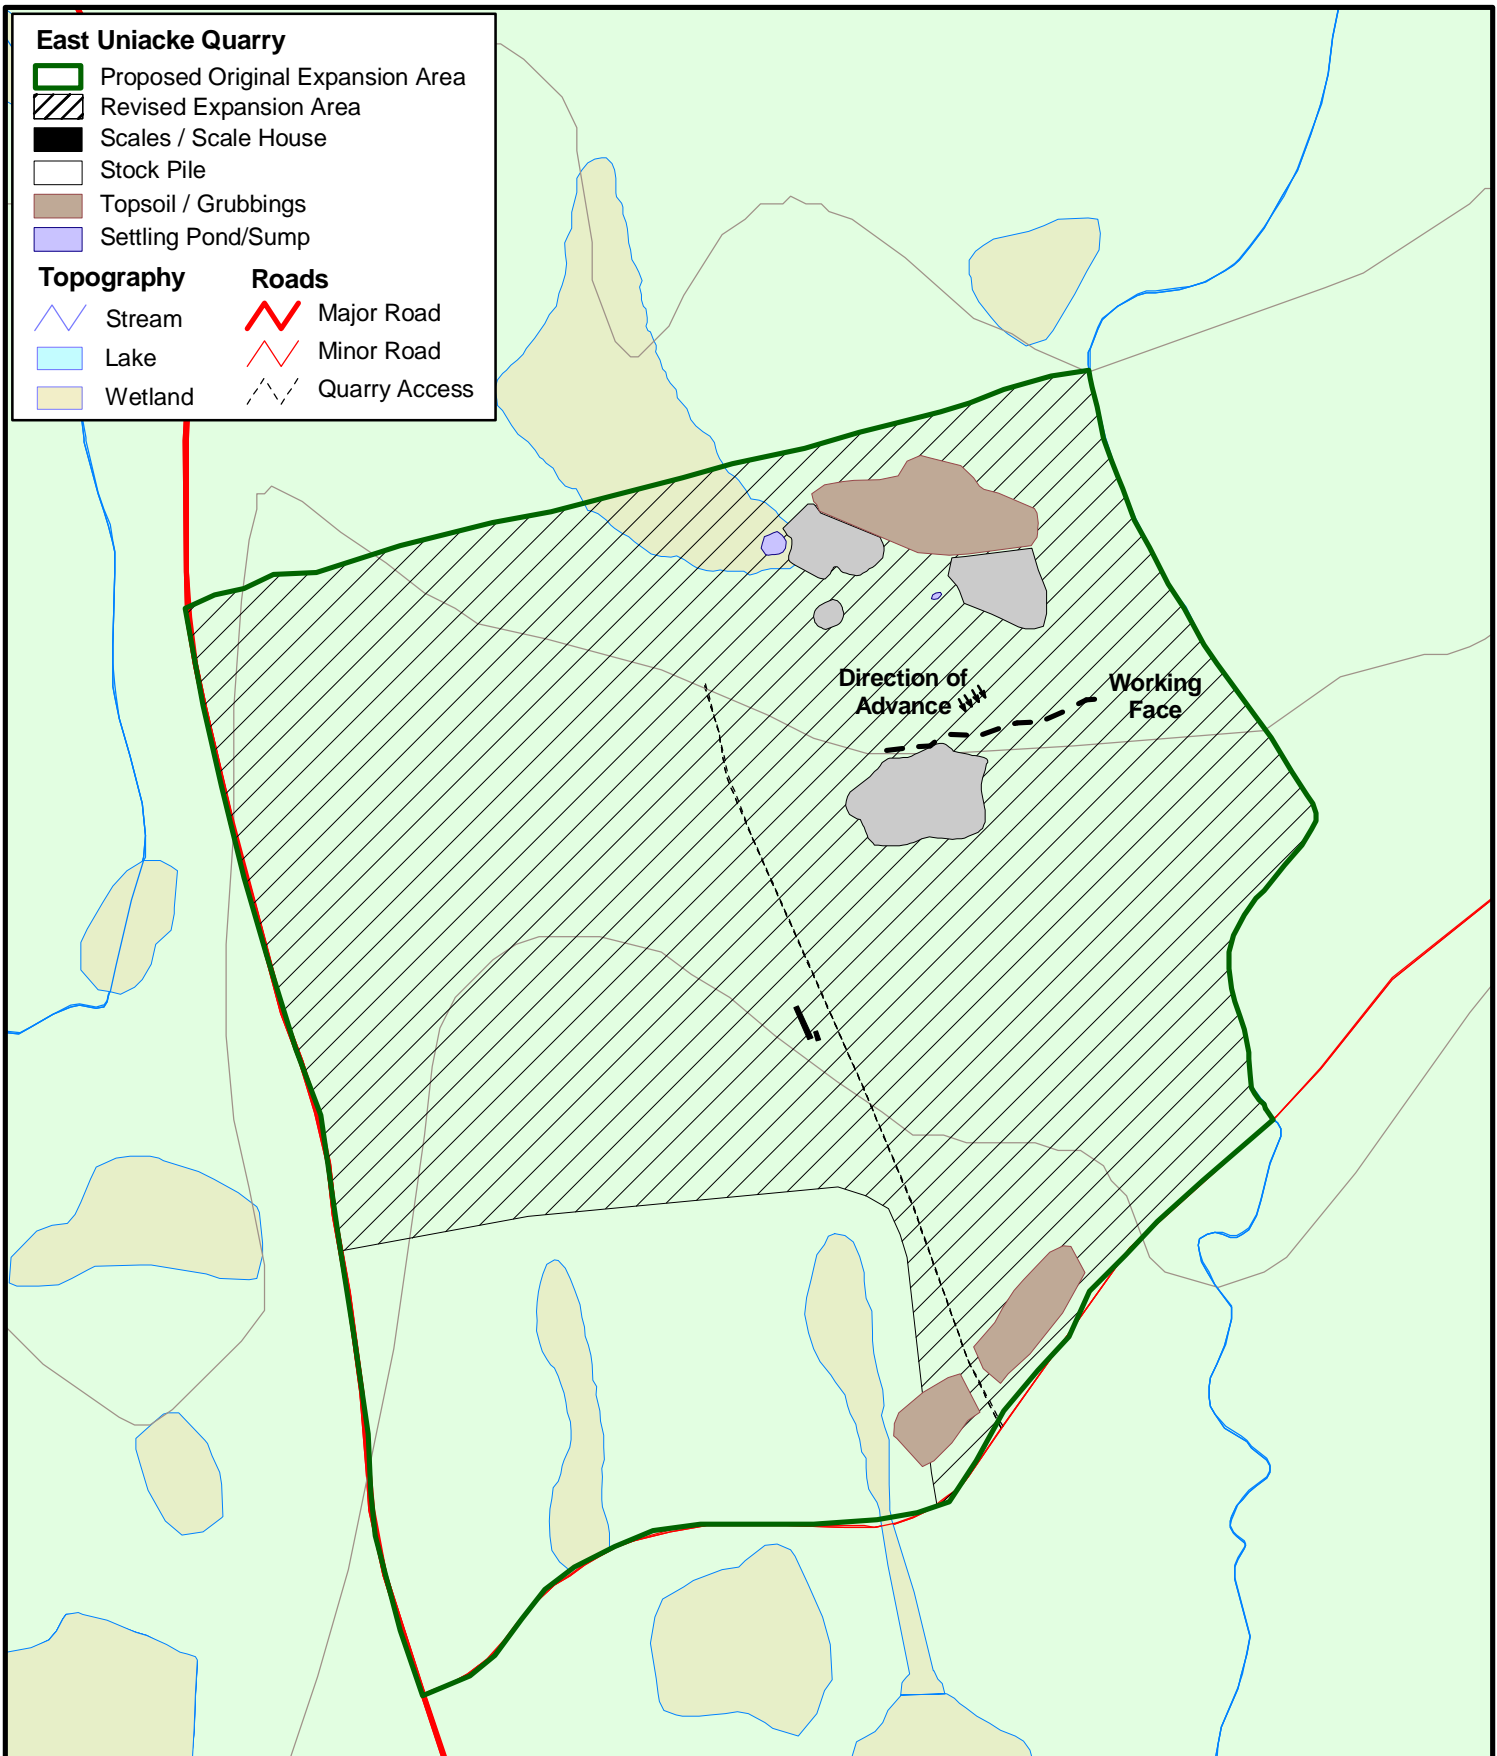 East Uniacke Quarry
Proposed Original Expansion Area
Revised Expansion Area
Scales / Scale House
Stock Pile
Topsoil / Grubbings
Settling Pond/Sump
Topography
Stream
Lake
Wetland
Roads
Major Road
Minor Road
Quarry Access
Direction of
Advance
Working
Face